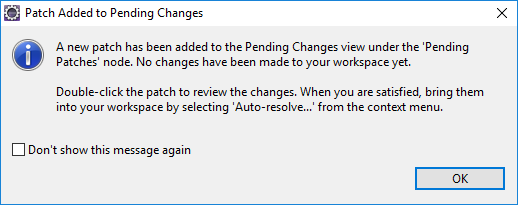 Patch Added to Pending Changes
A new patch has been added to the Pending Changes view under the 'Pending
Patches' node. No changes have been made to your workspace yet.
Double-click the patch to review the changes. When you are satisfied, bring them
into your workspace by selecting 'Auto-resolve...' from the context menu.
Don't show this message again
OK